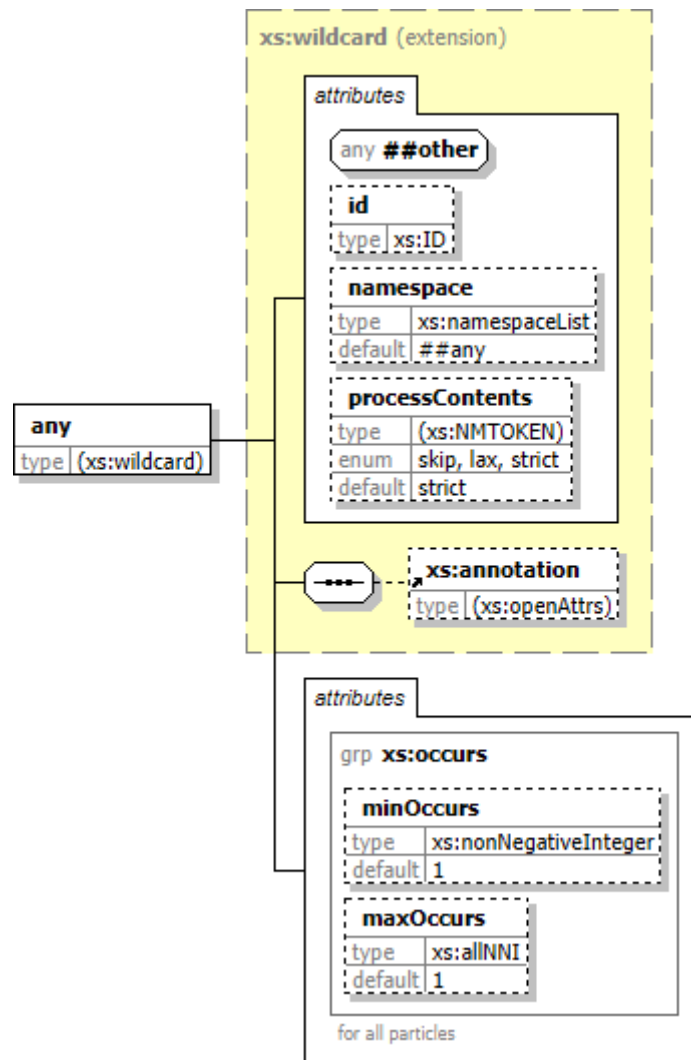 xs:wildcard (extension)
attributes
any ##other
id
type xs:ID
namespace
type xs:namespaceList
default ##any
processContents
type (xs:NMTOKEN)
enum skip, lax, strict
default strict
any
type (xs:wildcard)
xs:annotation
type (xs:openAttrs)
attributes
grp xs:occurs
minOccurs
type xs:nonNegativeInteger
default 1
maxOccurs
type xs:allNNI
default 1
for all particles